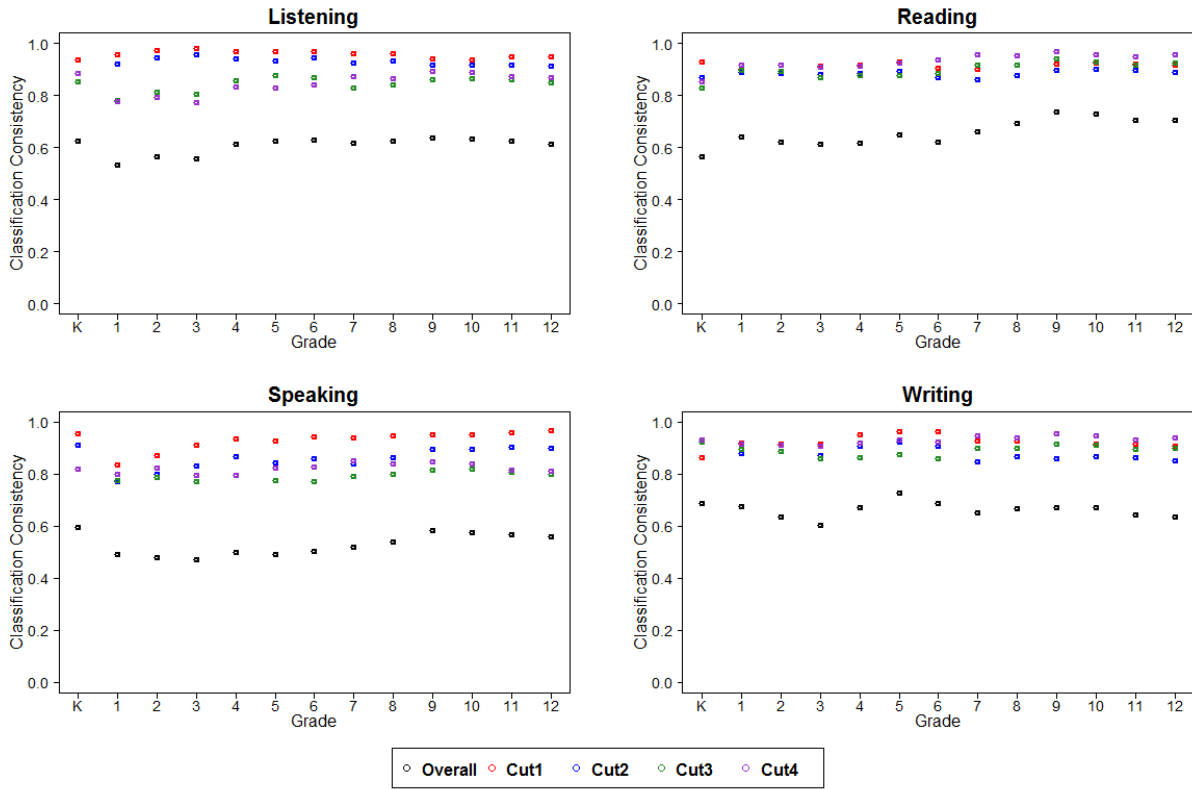 Listening
Classification Consistency
1.0
0.8
0.6
0.4
0.2
0.0
K 1 2 3 4 5 6 7 8 9 10 11 12
Grade
Reading
Classification Consistency
1.0
0.8
0.6
0.4
0.2
0.0
K 1 2 3 4 5 6 7 8 9 10 11 12
Grade
Speaking
Classification Consistency
1.0
0.8
0.6
0.4
0.2
0.0
K 1 2 3 4 5 6 7 8 9 10 11 12
Grade
Writing
Classification Consistency
1.0
0.8
0.6
0.4
0.2
0.0
K 1 2 3 4 5 6 7 8 9 10 11 12
Grade
Overall Cut1 Cut2 Cut3 Cut4